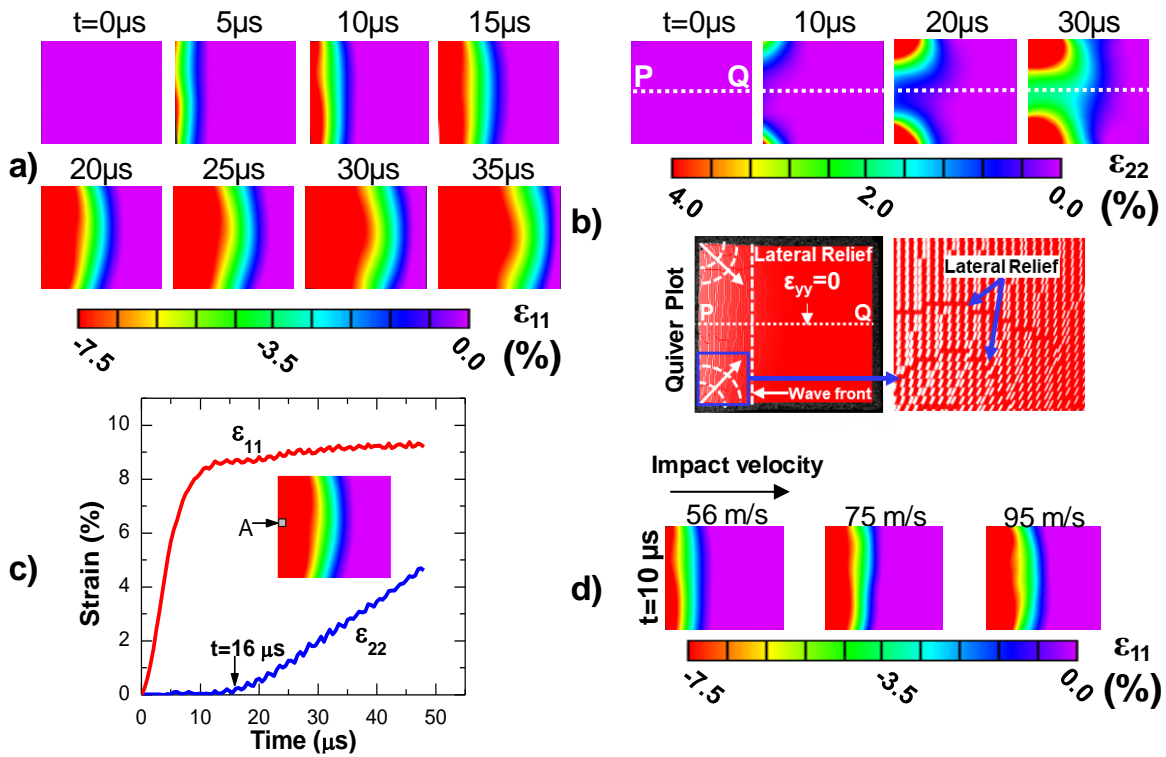 t=0µs 5µs 10µs 15µs
a)
20µs 25µs 30µs 35µs
-7.5 -3.5 0.0
ε11
(%)
t=0µs 10µs 20µs 30µs
P Q
b)
4.0 2.0 0.0
ε22
(%)
Quiver Plot
Lateral Relief
εyy=0
P Q
Wave front
Lateral Relief
c)
Strain (%)
10
8
6
4
2
0
ε11
A
ε22
t=16 µs
0 10 20 30 40 50
Time (µs)
Impact velocity
56 m/s 75 m/s 95 m/s
d)
t=10 µs
-7.5 -3.5 0.0
ε11
(%)